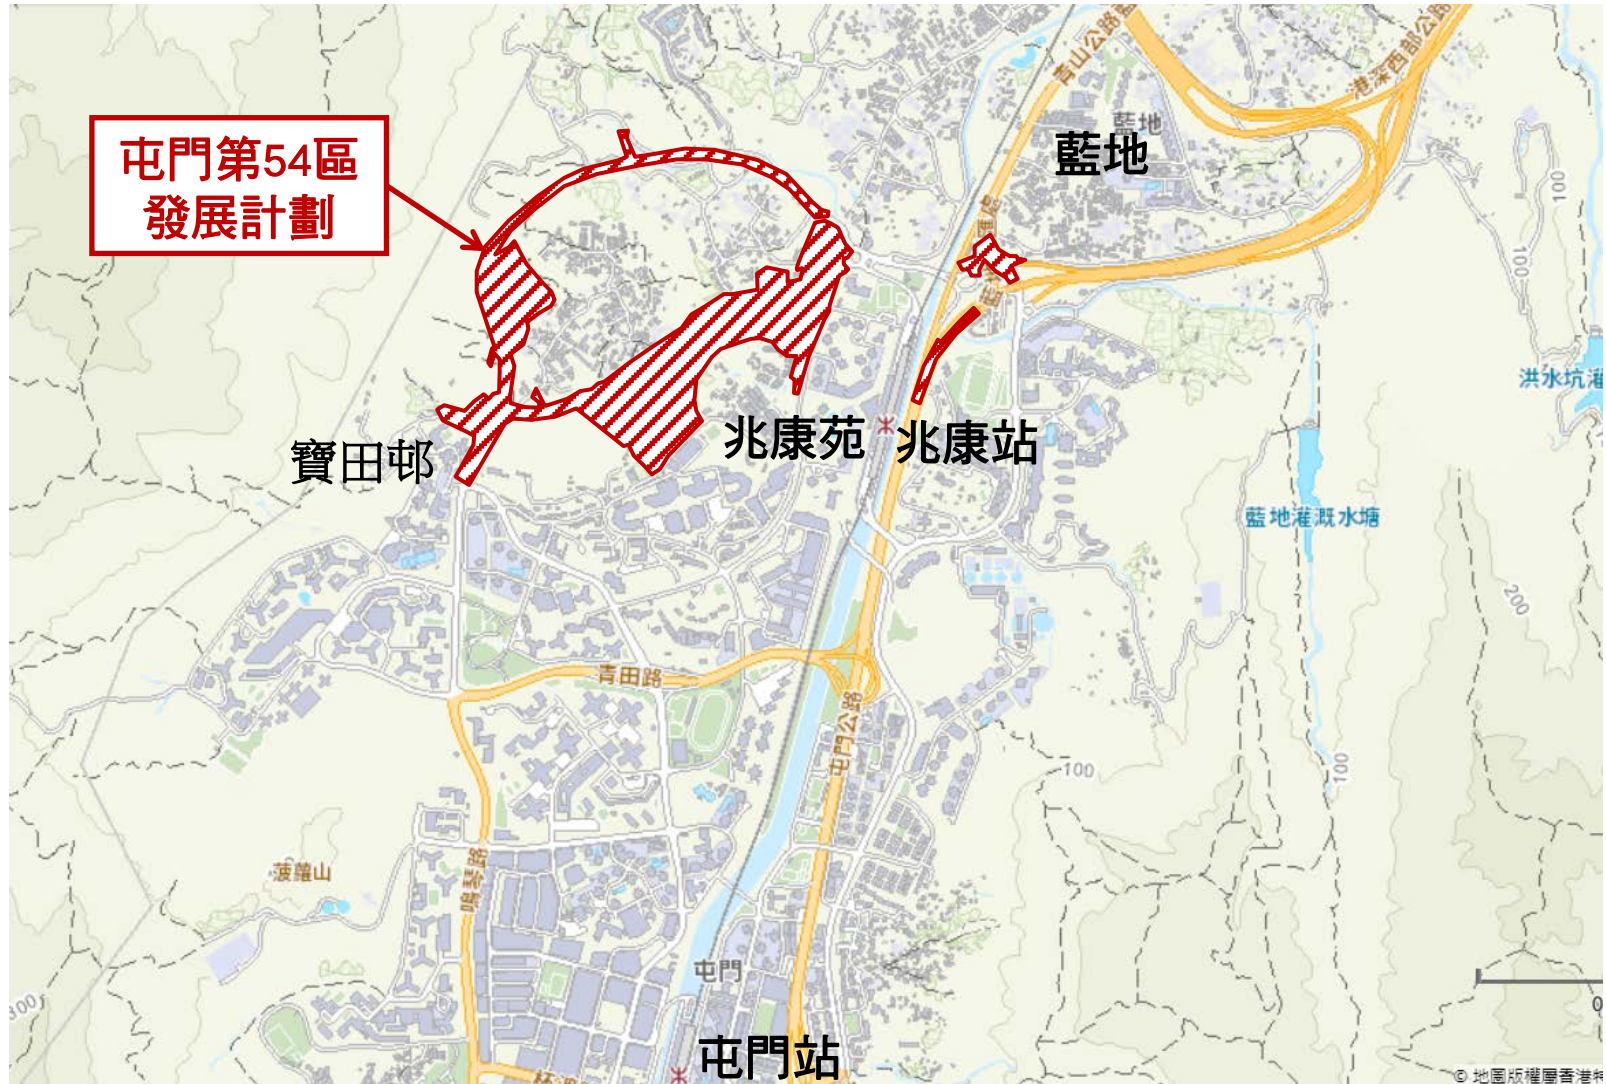 屯門第54區
發展計劃
青山公路
港深西部公路
藍地
藍地
100
100
洪水坑灌
寶田邨
兆康苑
兆康站
藍地灌溉水塘
200
青田路
屯門公路
100
100
菠蘿山
鳴琴路
屯門
300
屯門站
0
© 地圖版權屬香港特